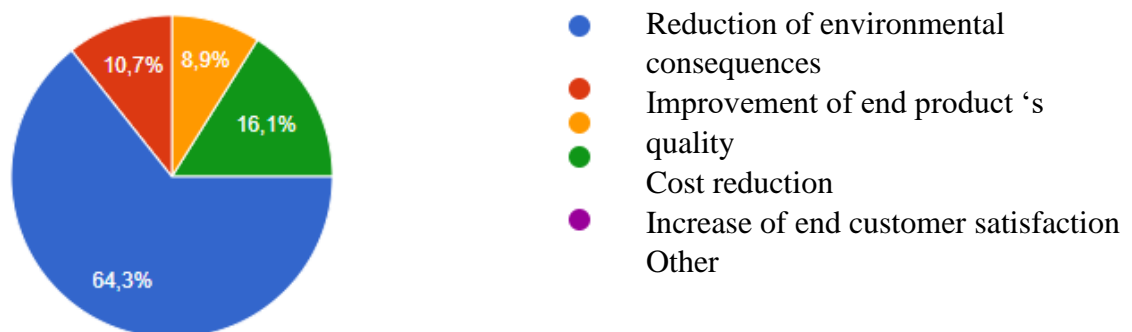 10,7%
8,9%
16,1%
64,3%
Reduction of environmental
consequences
Improvement of end product ‘s
quality
Cost reduction
Increase of end customer satisfaction
Other